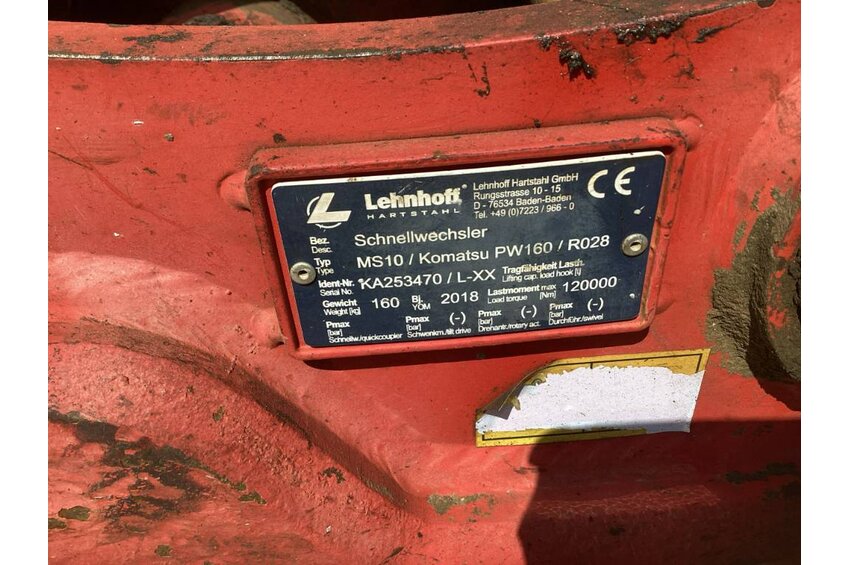 Lehnhoff®
HARTSTAHL
Lehnhoff Hartstahl GmbH
Rungsstrasse 10 - 15
D - 76534 Baden-Baden
Tel. +49 (0)7223 / 966 - 0
CE
Bez. Schnellwechsler
Desc.
Typ MS10 / Komatsu PW160 / R028
Type
Ident-Nr. KA253470 / L-XX Tragfähigkeit Lasth.
Serial No. Lifting cap. load hook [t]
Gewicht 160 Bj. 2018 Lastmoment max 120000
Weight [kg] YOM Load torque [Nm]
Pmax Pmax (-) Pmax (-) Pmax (-)
[bar] [bar] [bar] [bar]
Schnellw./quickcoupler Schwenkm./tilt drive Drehantr./rotary act. Durchführ./swivel